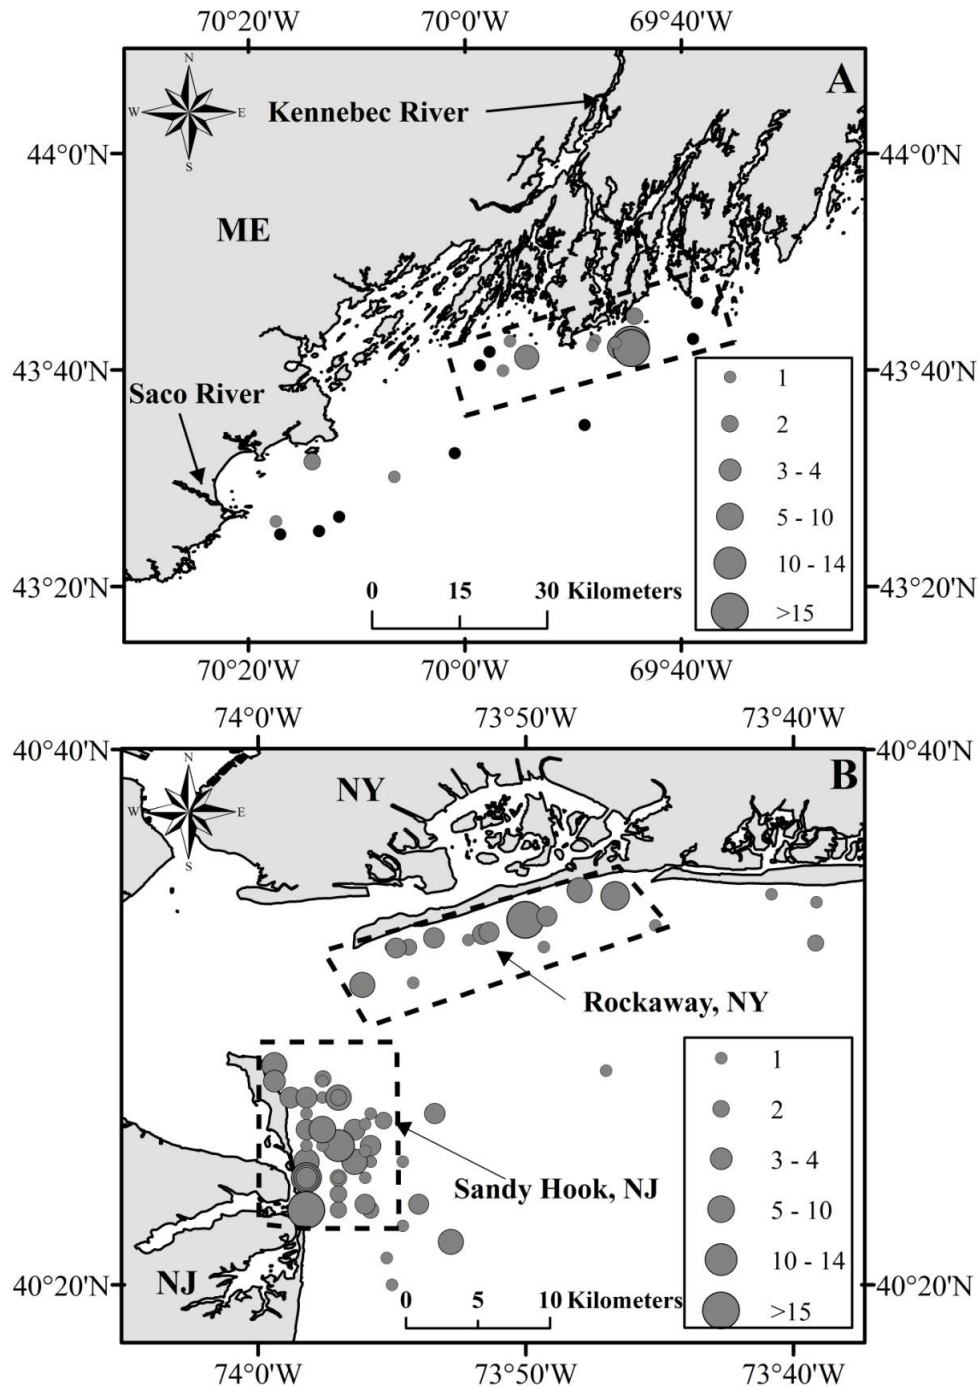 70°20'W 70°0'W 69°40'W
A
N
W E
S
Kennebec River
44°0'N 44°0'N
ME
43°40'N 43°40'N
Saco River
1
2
3 - 4
5 - 10
10 - 14
>15
43°20'N 43°20'N
0 15 30 Kilometers
70°20'W 70°0'W 69°40'W
74°0'W 73°50'W 73°40'W
40°40'N 40°40'N
B
NY
N
W E
S
Rockaway, NY
1
2
3 - 4
5 - 10
10 - 14
>15
Sandy Hook, NJ
NJ
40°20'N 40°20'N
0 5 10 Kilometers
74°0'W 73°50'W 73°40'W